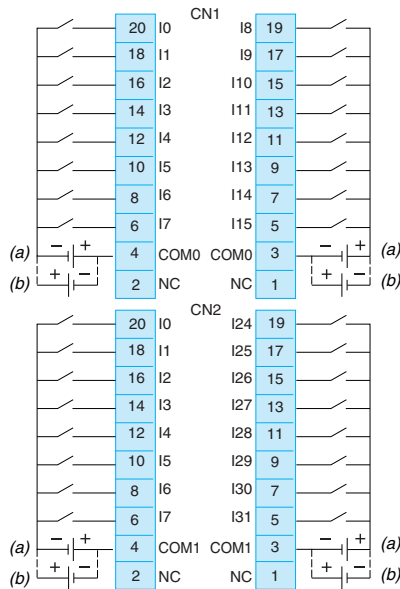 CN1
20 I0 I8 19
18 I1 I9 17
16 I2 I10 15
14 I3 I11 13
12 I4 I12 11
10 I5 I13 9
8 I6 I14 7
6 I7 I15 5
(a) − + 4 COM0 COM0 3 − + (a)
(b) + − 2 NC NC 1 + − (b)
CN2
20 I0 I24 19
18 I1 I25 17
16 I2 I26 15
14 I3 I27 13
12 I4 I28 11
10 I5 I29 9
8 I6 I30 7
6 I7 I31 5
(a) − + 4 COM1 COM1 3 − + (a)
(b) + − 2 NC NC 1 + − (b)